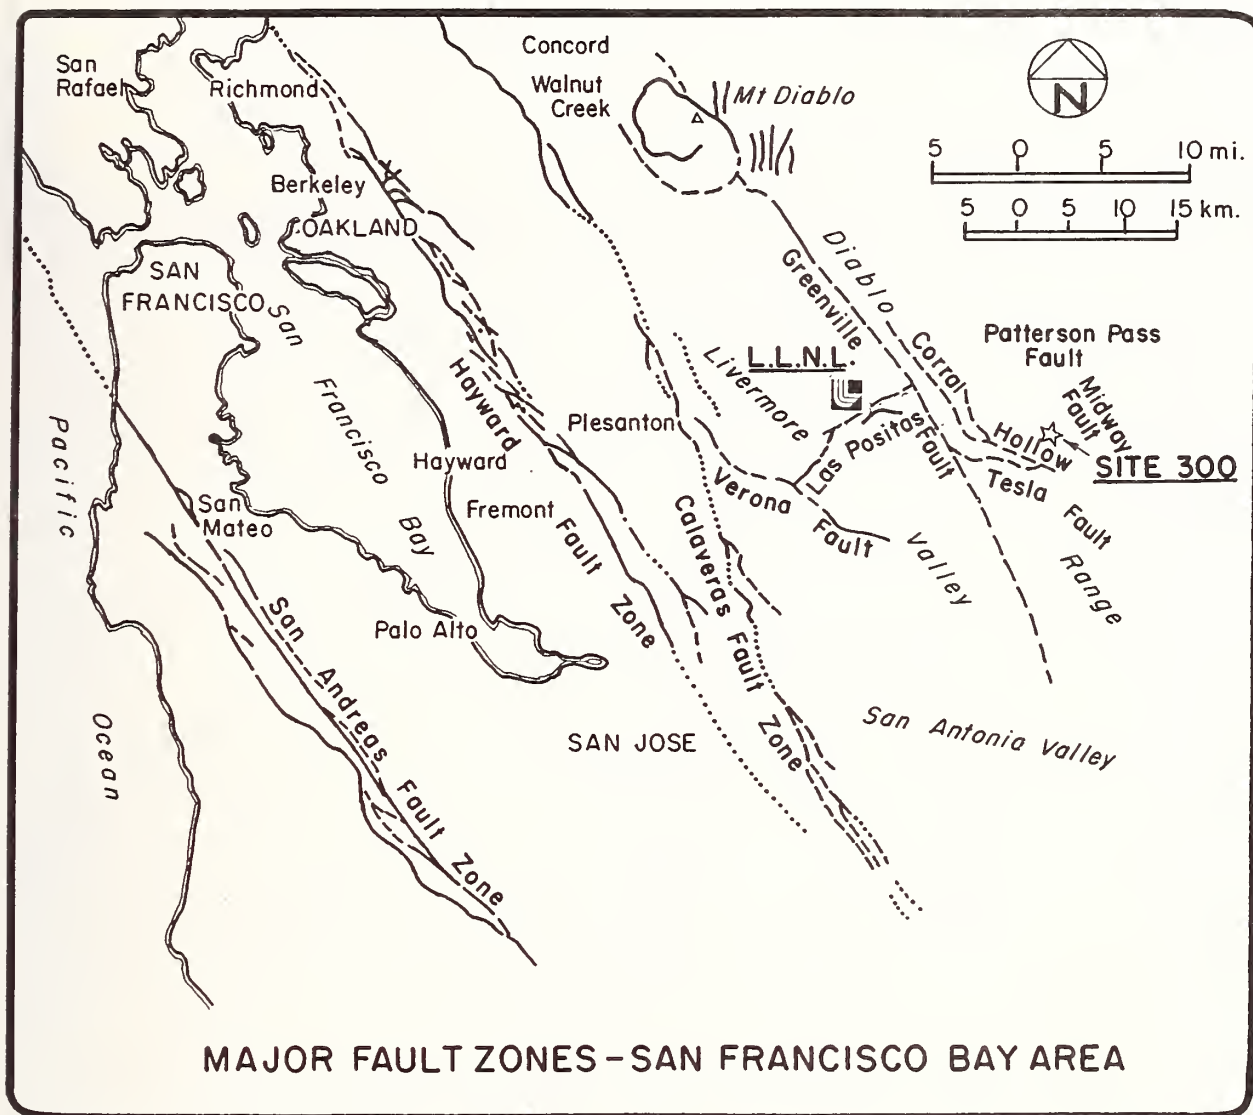 San
Rafael
Richmond
Concord
Walnut
Creek
Mt Diablo
N
5 0 5 10 mi.
5 0 5 10 15 km.
Berkeley
OAKLAND
SAN
FRANCISCO
San
Francisco
Bay
Pacific
Ocean
Diablo
Range
Greenville
Fault
Corral
Hollow
Patterson Pass
Fault
Midway
Fault
SITE 300
Tesla
Fault
L.L.N.L.
Livermore
Valley
Las Positas
Plesanton
Verona
Fault
Hayward
Fault
Zone
Hayward
Fremont
Calaveras
Fault
Zone
San
Mateo
Palo Alto
San
Andreas
Fault
Zone
SAN JOSE
San Antonia Valley
MAJOR FAULT ZONES – SAN FRANCISCO BAY AREA